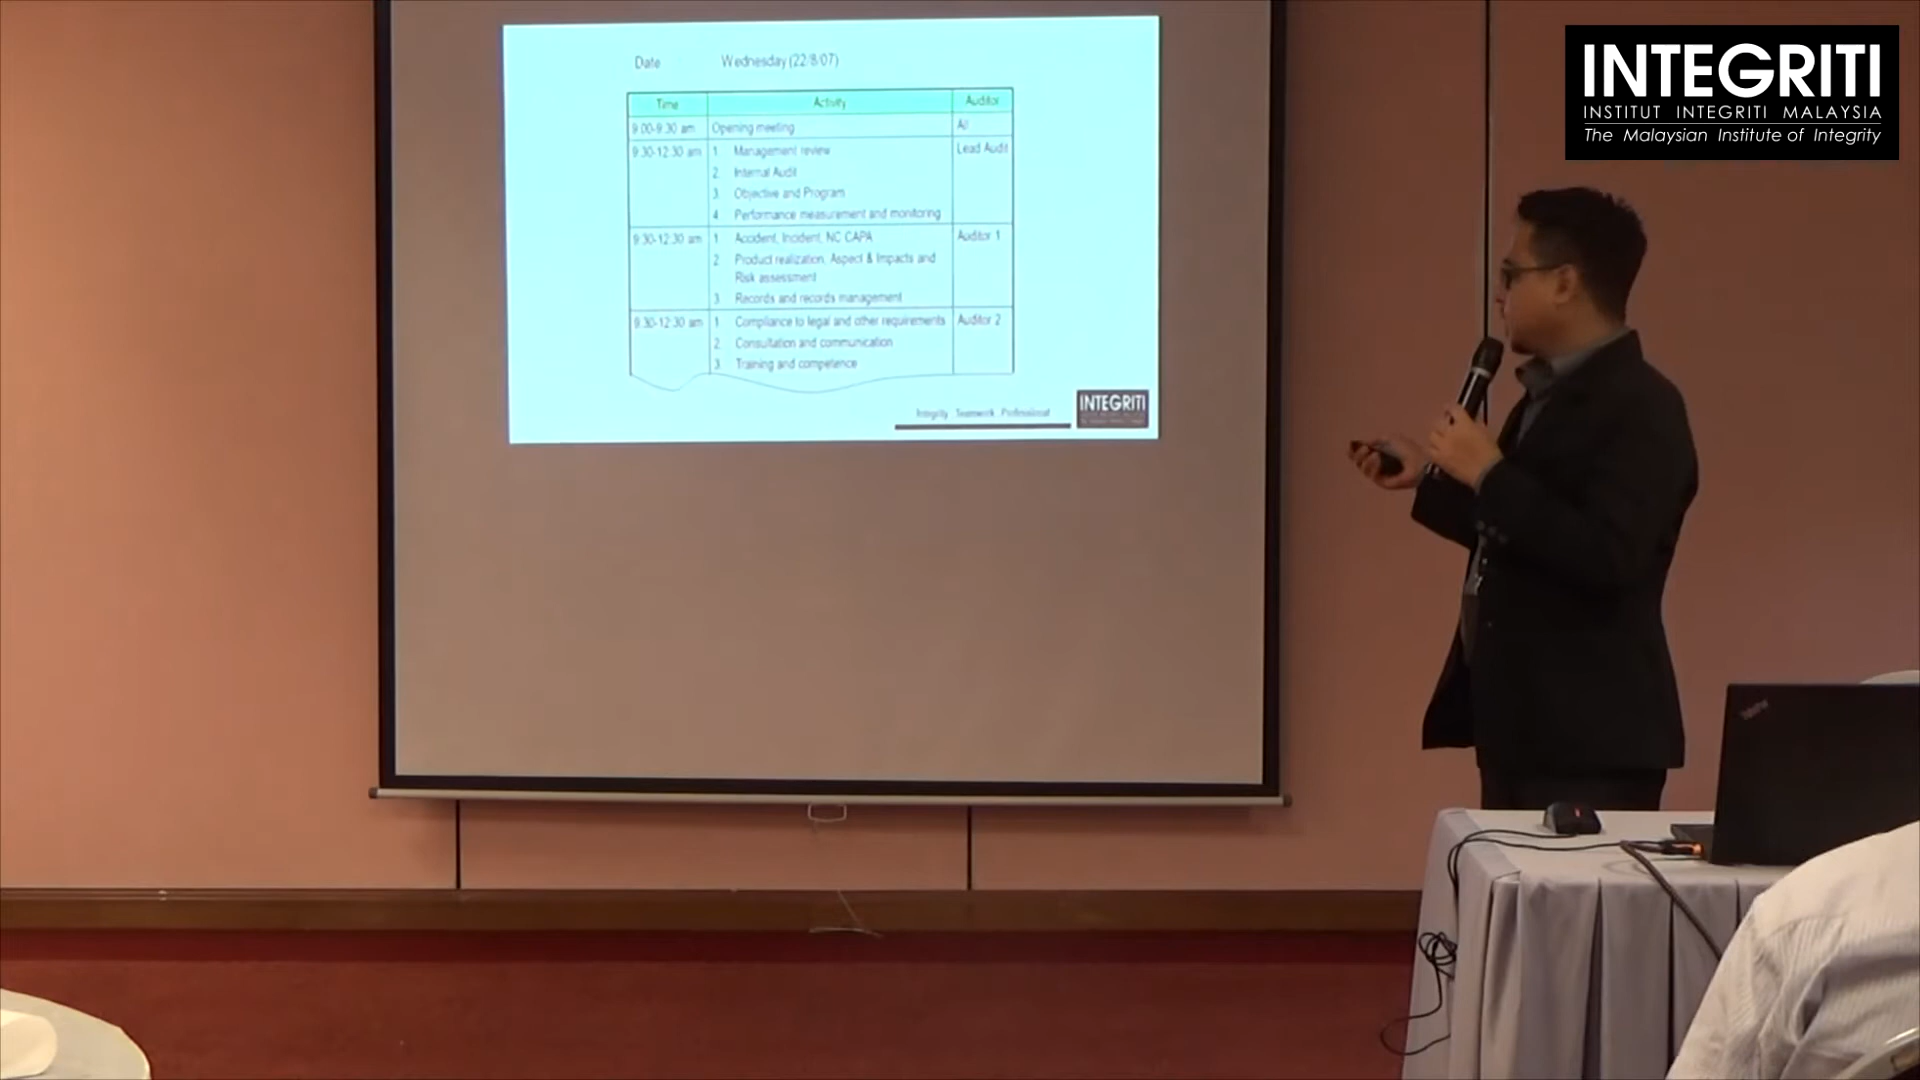 INTEGRITI
INSTITUT INTEGRITI MALAYSIA
The Malaysian Institute of Integrity
Date Wednesday (22/8/07)
Time Activity Auditor
9.00-9.30 am Opening meeting All
9:30-12:30 am 1. Management review Lead Audit
2. Internal Audit
3. Objective and Program
4. Performance measurement and monitoring
9:30-12:30 am 1. Accident, Incident, NC CAPA Auditor 1
2. Product realization, Aspect & Impacts and
Risk assessment
3. Records and records management
9:30-12:30 am 1. Compliance to legal and other requirements Auditor 2
2. Consultation and communication
3. Training and competence
Integrity Teamwork Professional
INTEGRITI
ThinkPad